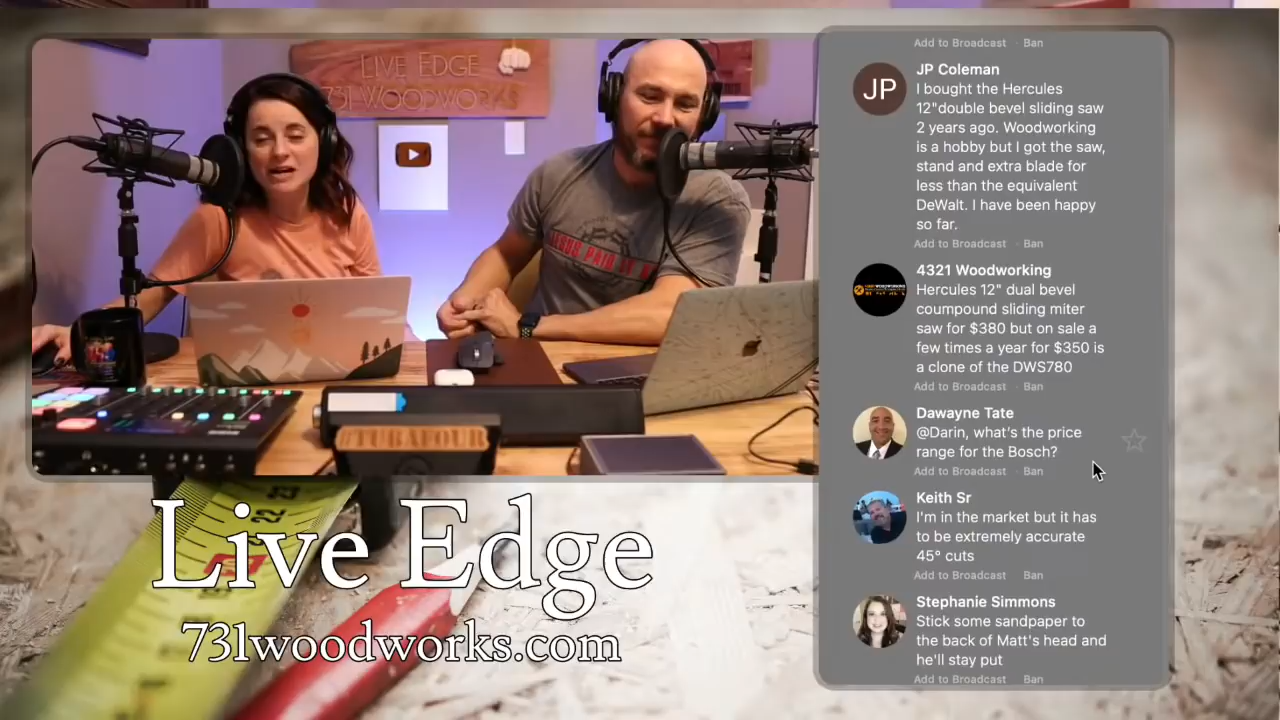 LIVE EDGE
731 WOODWORKS
JESUS PAID IT
#TUBAFOUR
Live Edge
731woodworks.com
Add to Broadcast · Ban
JP
JP Coleman
I bought the Hercules
12"double bevel sliding saw
2 years ago. Woodworking
is a hobby but I got the saw,
stand and extra blade for
less than the equivalent
DeWalt. I have been happy
so far.
Add to Broadcast · Ban
4321 Woodworking
Hercules 12" dual bevel
coumpound sliding miter
saw for $380 but on sale a
few times a year for $350 is
a clone of the DWS780
Add to Broadcast · Ban
Dawayne Tate
@Darin, what's the price
range for the Bosch?
Add to Broadcast · Ban
Keith Sr
I'm in the market but it has
to be extremely accurate
45° cuts
Add to Broadcast Ban
Stephanie Simmons
Stick some sandpaper to
the back of Matt's head and
he'll stay put
Add to Broadcast Ban